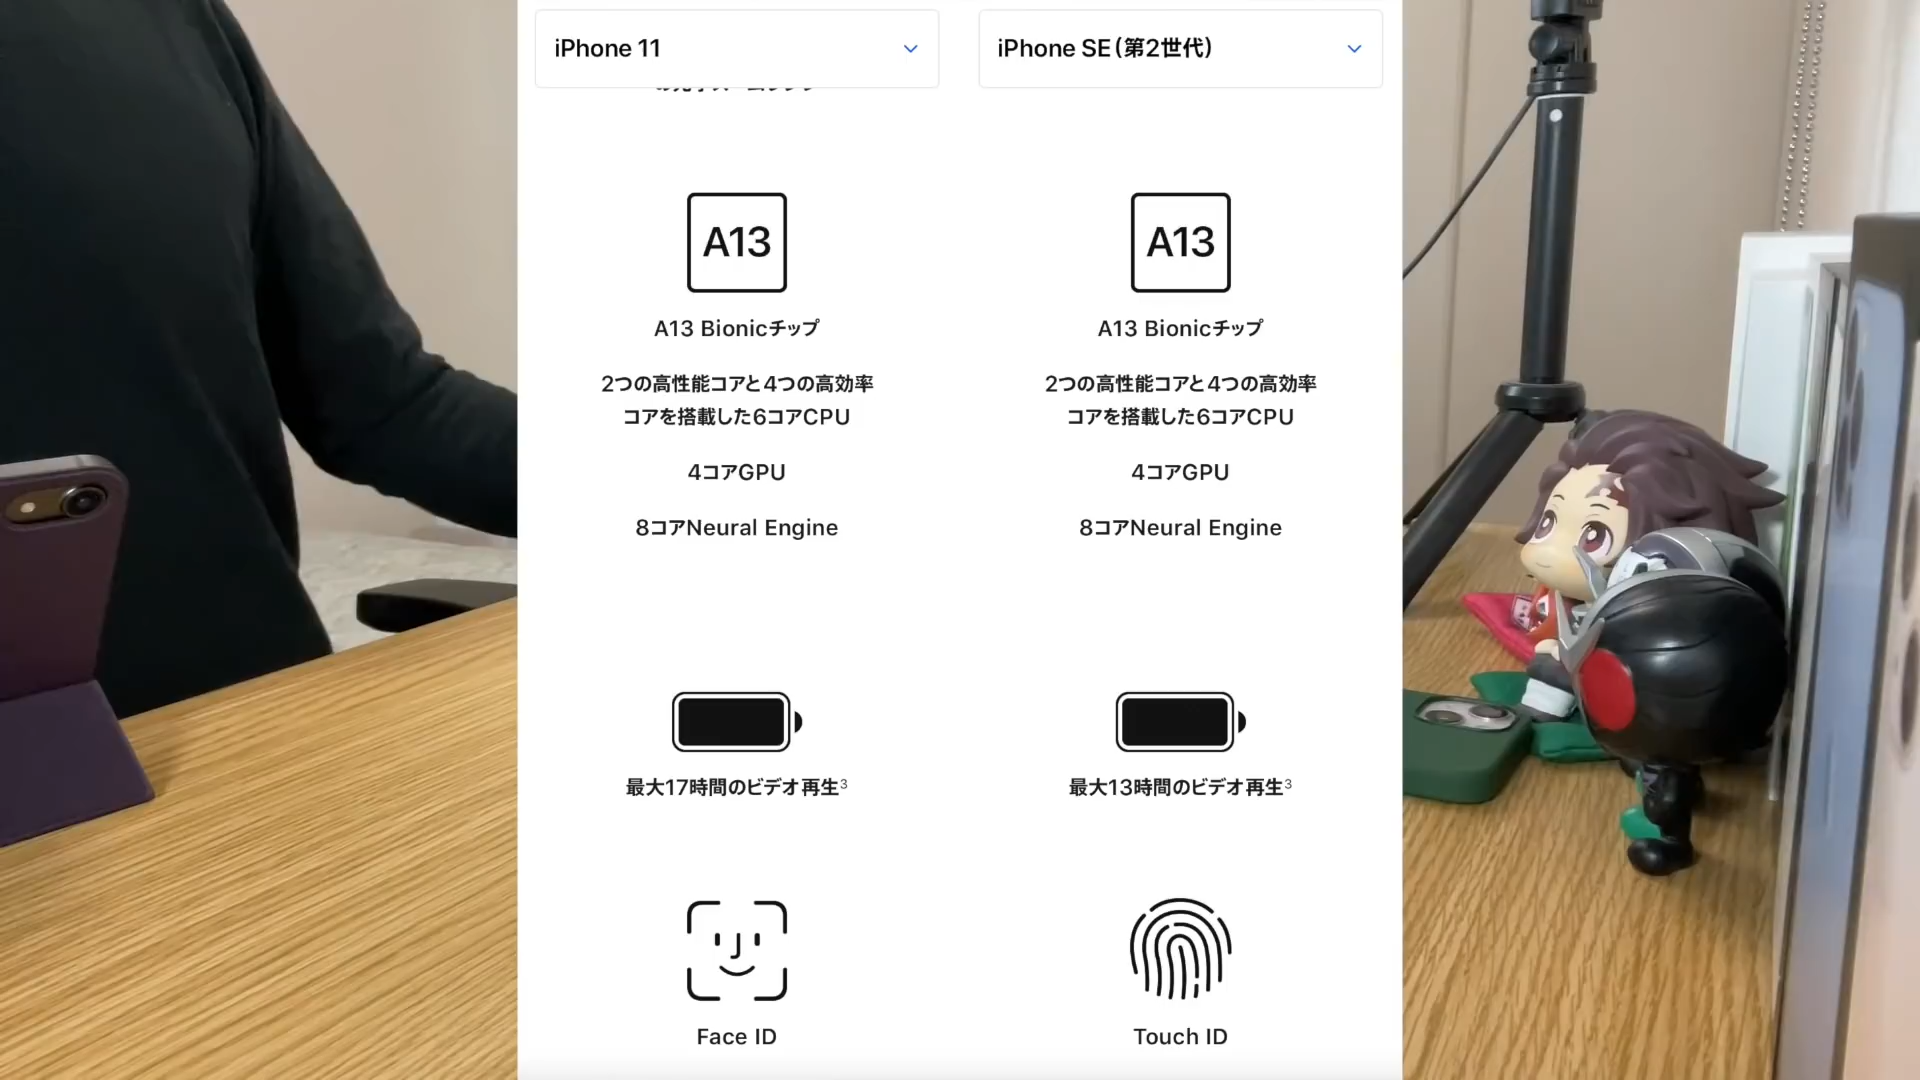 iPhone 11
iPhone SE（第2世代）
A13
A13 Bionicチップ
2つの高性能コアと4つの高効率
コアを搭載した6コアCPU
4コアGPU
8コアNeural Engine
最大17時間のビデオ再生3
Face ID
A13
A13 Bionicチップ
2つの高性能コアと4つの高効率
コアを搭載した6コアCPU
4コアGPU
8コアNeural Engine
最大13時間のビデオ再生3
Touch ID